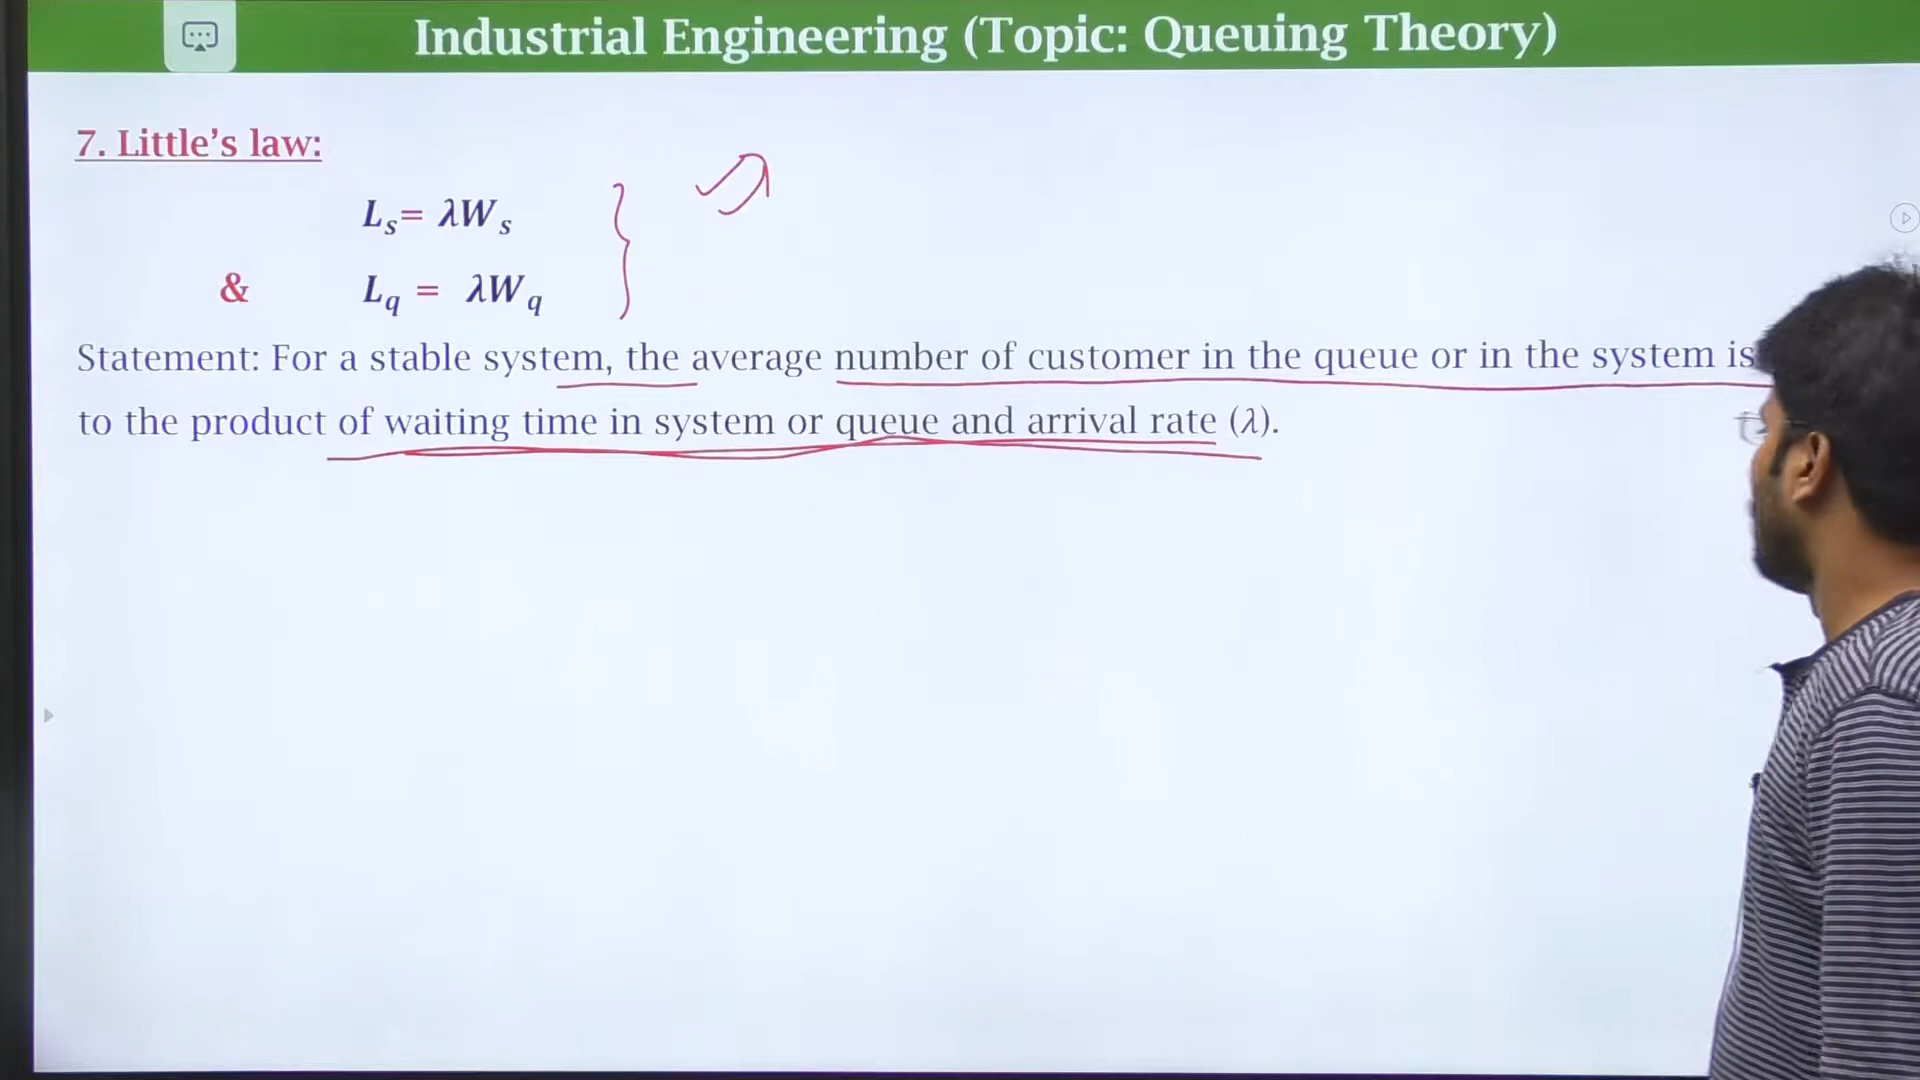 Industrial Engineering (Topic: Queuing Theory)
7. Little's law:
Lₛ= λWₛ
& L_q = λW_q
Statement: For a stable system, the average number of customer in the queue or in the system is
to the product of waiting time in system or queue and arrival rate (λ).